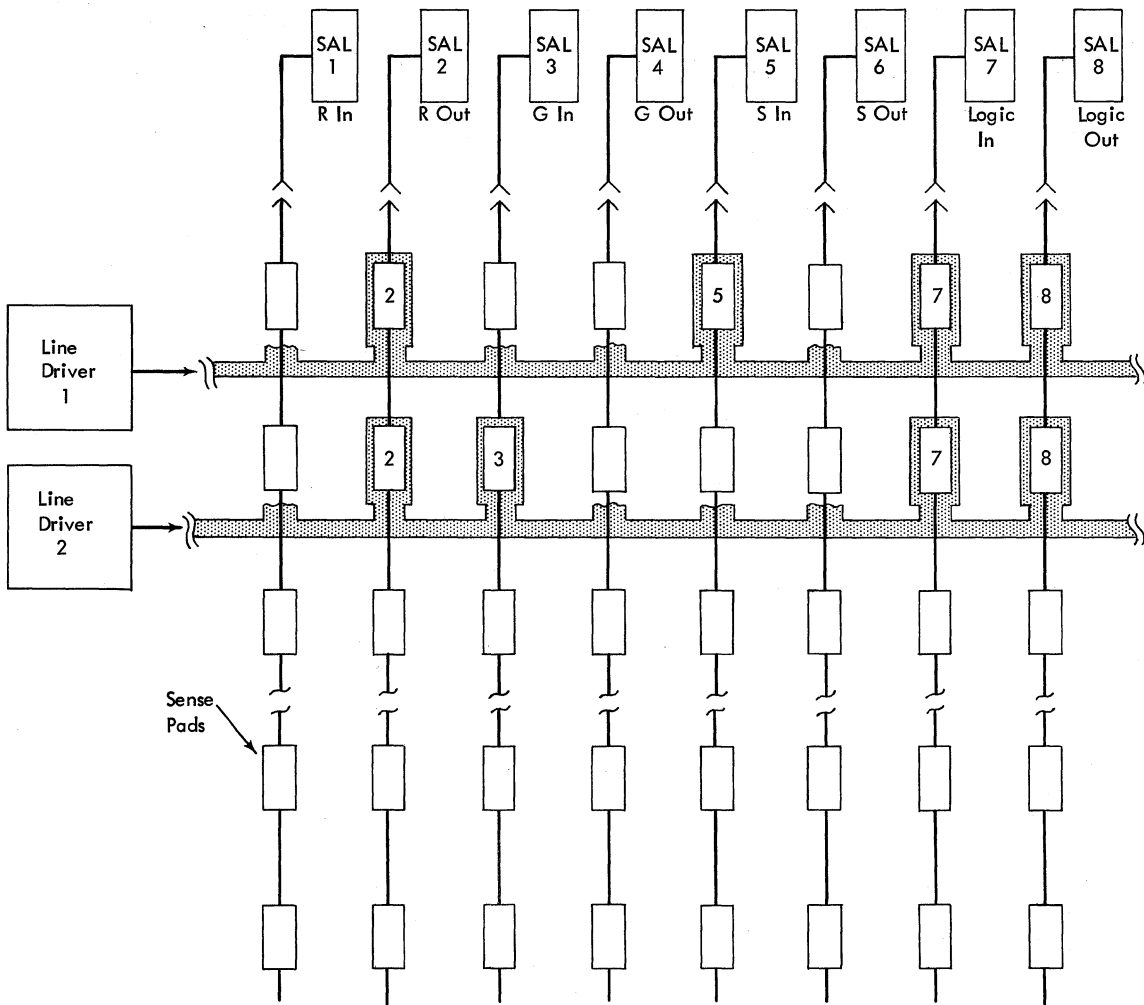 SAL
1
R In
SAL
2
R Out
SAL
3
G In
SAL
4
G Out
SAL
5
S In
SAL
6
S Out
SAL
7
Logic
In
SAL
8
Logic
Out
2
5
7
8
Line
Driver
1
2
3
7
8
Line
Driver
2
Sense
Pads